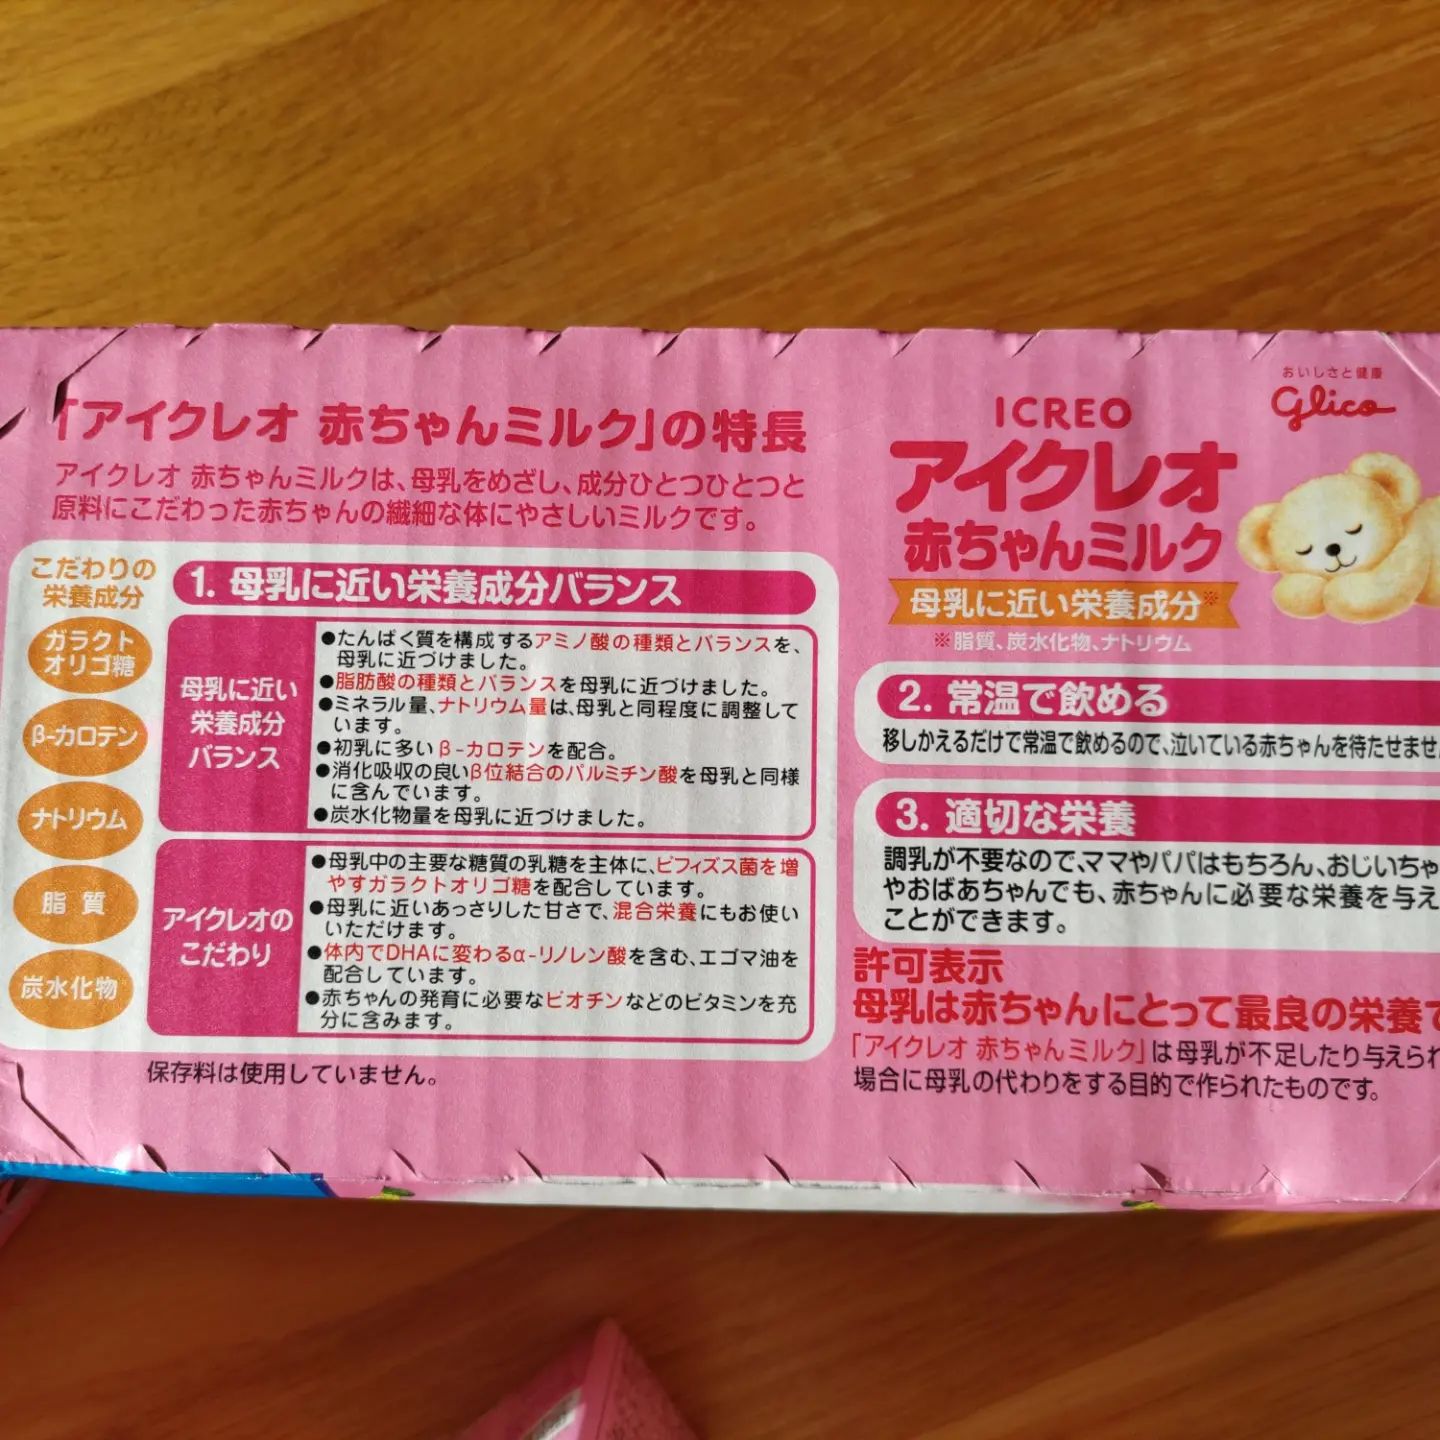 「アイクレオ 赤ちゃんミルク」の特長
アイクレオ 赤ちゃんミルクは、母乳をめざし、成分ひとつひとつと
原料にこだわった赤ちゃんの繊細な体にやさしいミルクです。
こだわりの
栄養成分
ガラクト
オリゴ糖
β-カロテン
ナトリウム
脂質
炭水化物
1. 母乳に近い栄養成分バランス
母乳に近い
栄養成分
バランス
●たんぱく質を構成するアミノ酸の種類とバランスを、
母乳に近づけました。
●脂肪酸の種類とバランスを母乳に近づけました。
●ミネラル量、ナトリウム量は、母乳と同程度に調整して
います。
●初乳に多いβ-カロテンを配合。
●消化吸収の良いβ位結合のパルミチン酸を母乳と同様
に含んでいます。
●炭水化物量を母乳に近づけました。
アイクレオの
こだわり
●母乳中の主要な糖質の乳糖を主体に、ビフィズス菌を増
やすガラクトオリゴ糖を配合しています。
●母乳に近いあっさりした甘さで、混合栄養にもお使い
いただけます。
●体内でDHAに変わるα-リノレン酸を含む、エゴマ油を
配合しています。
●赤ちゃんの発育に必要なビオチンなどのビタミンを充
分に含みます。
保存料は使用していません。
おいしさと健康
Glico
ICREO
アイクレオ
赤ちゃんミルク
母乳に近い栄養成分※
※脂質、炭水化物、ナトリウム
2. 常温で飲める
移しかえるだけで常温で飲めるので、泣いている赤ちゃんを待たせませ
3. 適切な栄養
調乳が不要なので、ママやパパはもちろん、おじいちゃ
やおばあちゃんでも、赤ちゃんに必要な栄養を与え
ことができます。
許可表示
母乳は赤ちゃんにとって最良の栄養で
「アイクレオ 赤ちゃんミルク」は母乳が不足したり与えられ
場合に母乳の代わりをする目的で作られたものです。